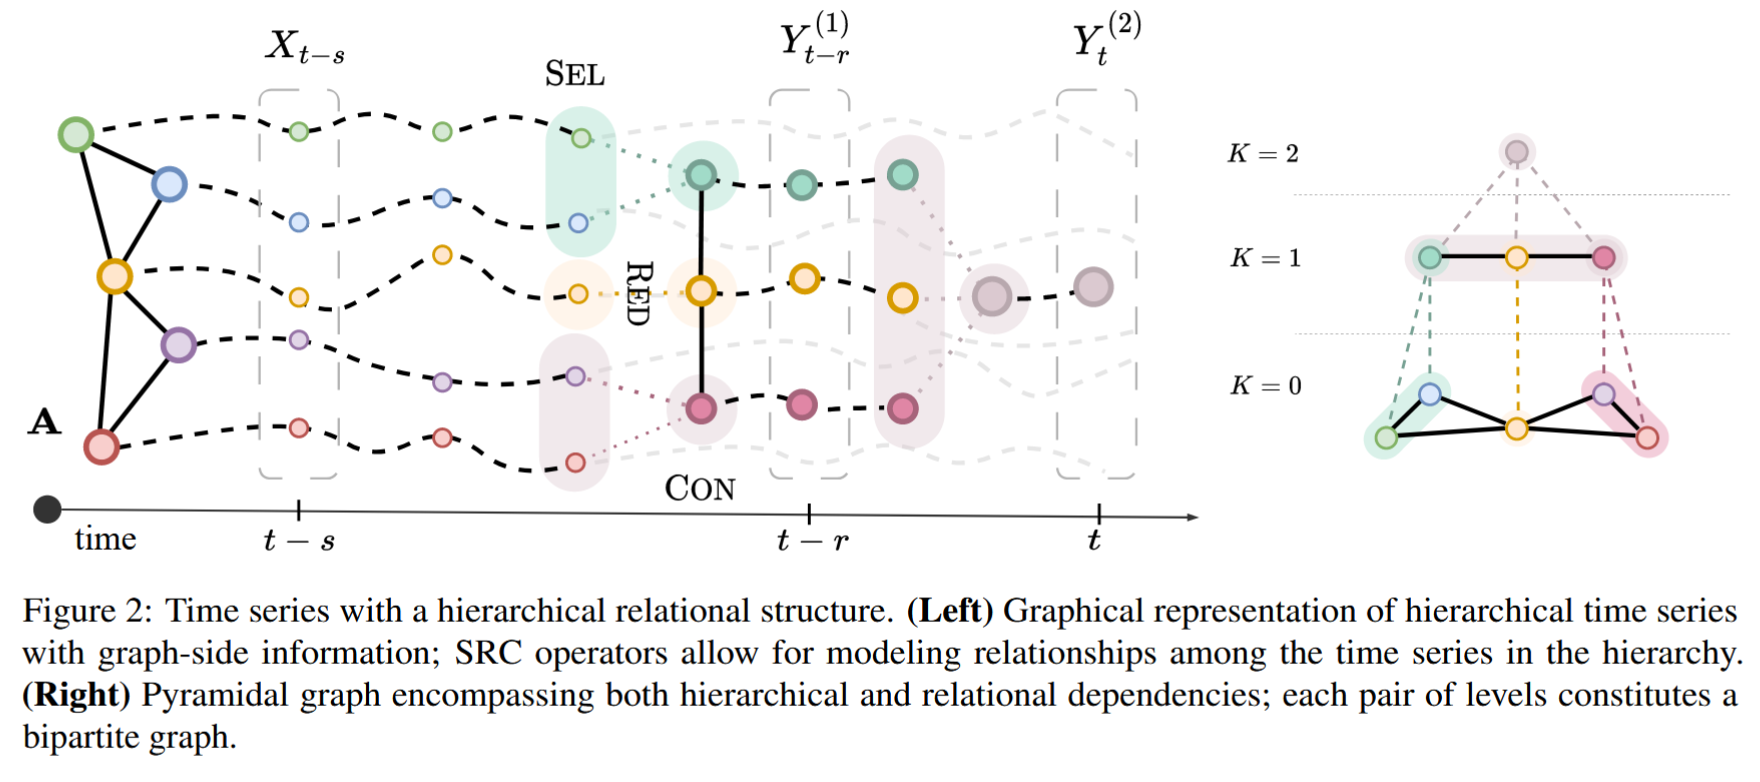 X_{t-s}
Y_{t-r}^{(1)}
Y_t^{(2)}
SEL
RED
CON
A
time
t - s
t - r
t
K = 2
K = 1
K = 0
Figure 2: Time series with a hierarchical relational structure. (Left) Graphical representation of hierarchical time series
with graph-side information; SRC operators allow for modeling relationships among the time series in the hierarchy.
(Right) Pyramidal graph encompassing both hierarchical and relational dependencies; each pair of levels constitutes a
bipartite graph.